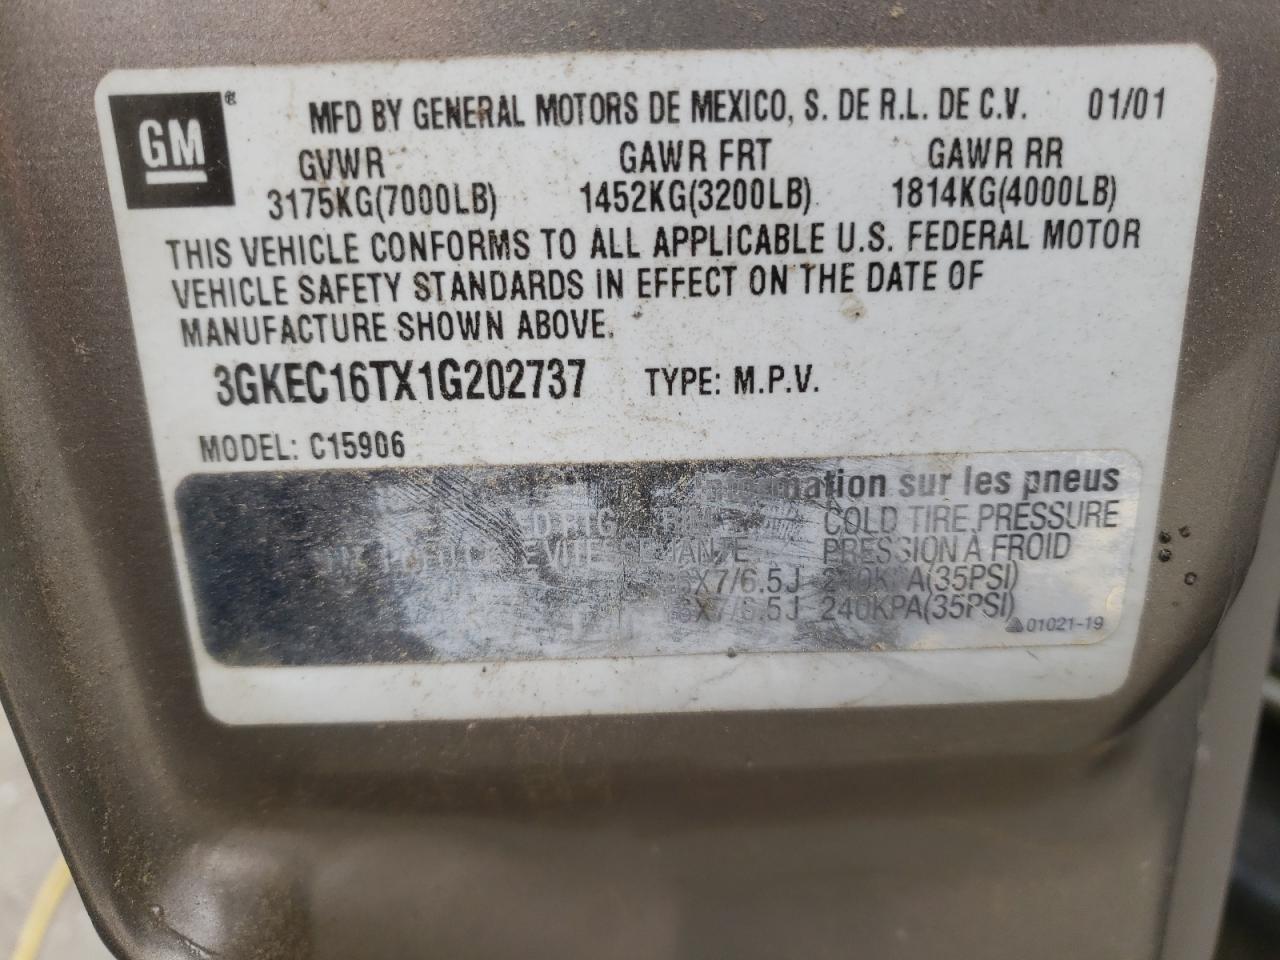 GM®
MFD BY GENERAL MOTORS DE MEXICO, S. DE R.L. DE C.V. 01/01
GVWR GAWR FRT GAWR RR
3175KG(7000LB) 1452KG(3200LB) 1814KG(4000LB)
THIS VEHICLE CONFORMS TO ALL APPLICABLE U.S. FEDERAL MOTOR
VEHICLE SAFETY STANDARDS IN EFFECT ON THE DATE OF
MANUFACTURE SHOWN ABOVE.
3GKEC16TX1G202737 TYPE: M.P.V.
MODEL: C15906
sur les pneus
COLD TIRE PRESSURE
PRESSION À FROID
240KPA(35PSI)
240KPA(35PSI)
01021-19